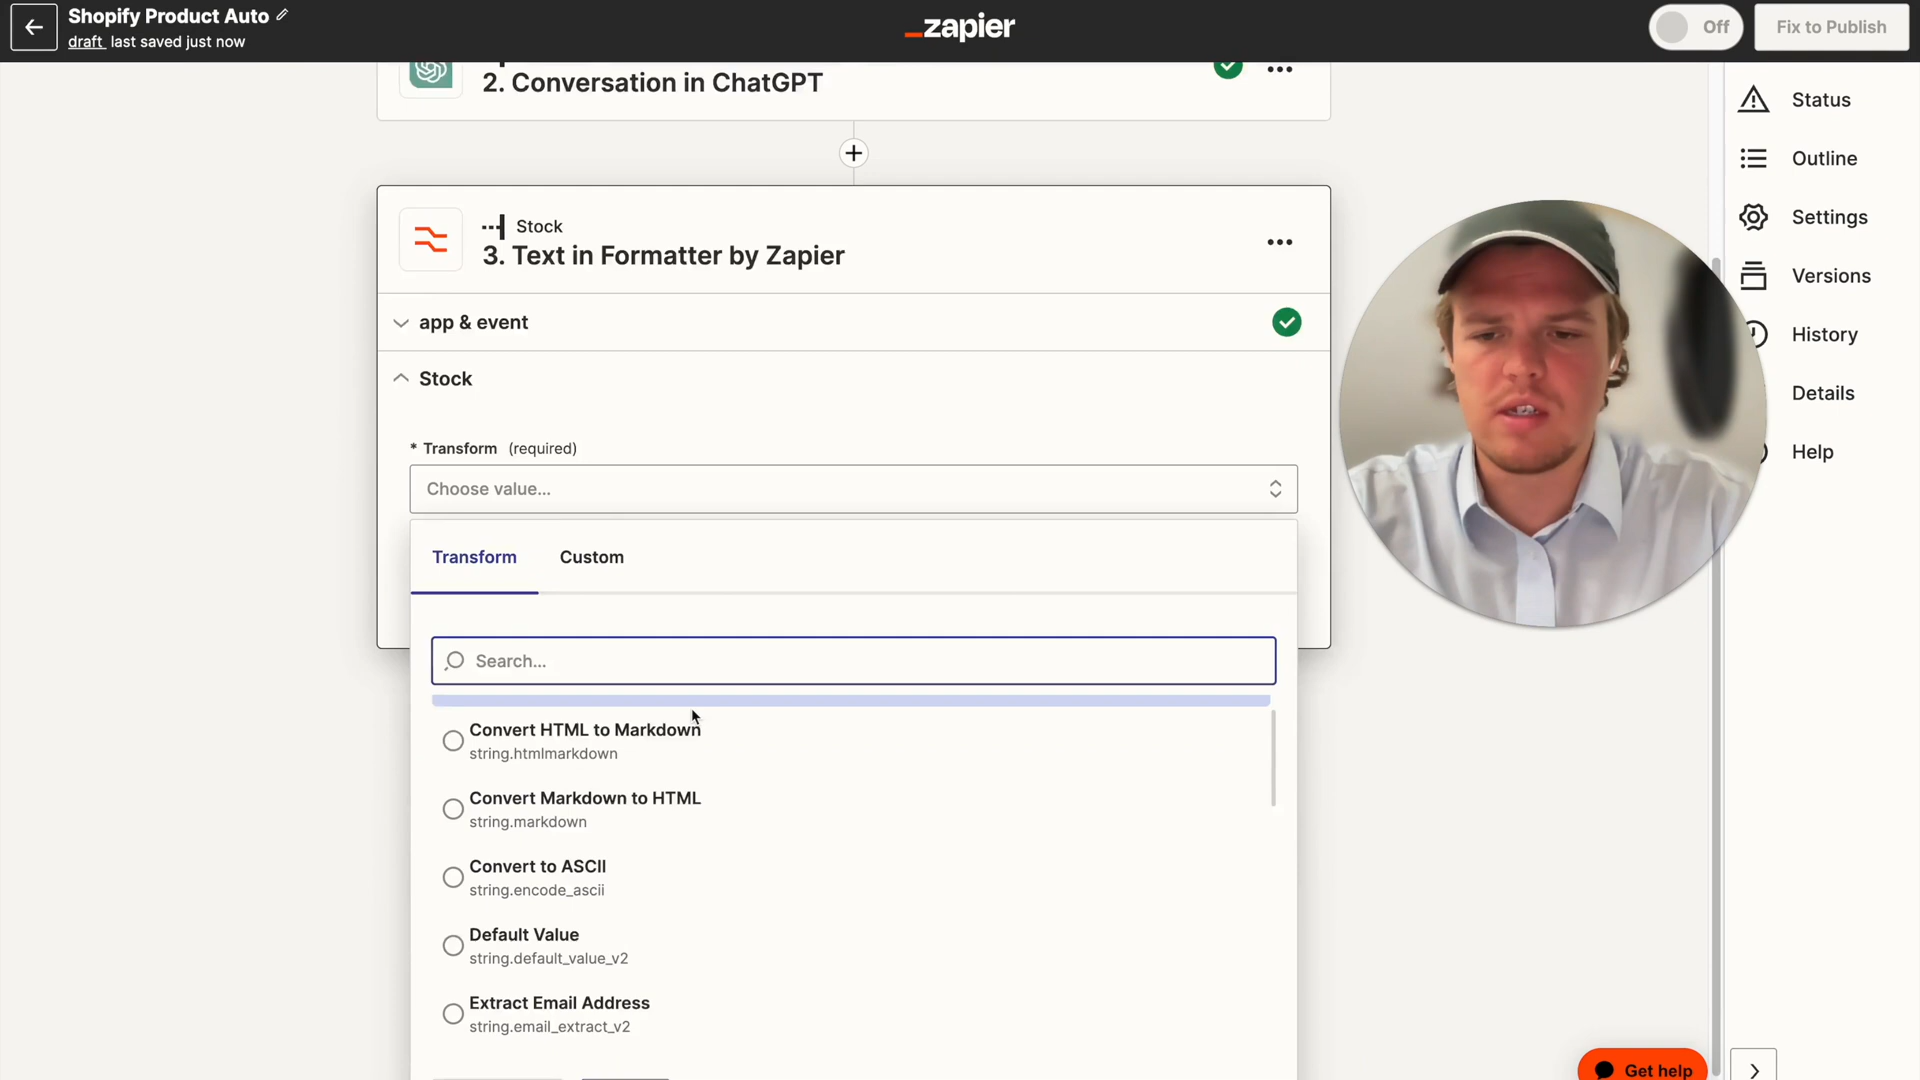 Shopify Product Auto
draft last saved just now
zapier
Off
Fix to Publish
2. Conversation in ChatGPT
Status
Outline
Settings
Versions
History
Details
Help
Stock
3. Text in Formatter by Zapier
app & event
Stock
* Transform (required)
Choose value...
Transform Custom
Search...
Convert HTML to Markdown
string.htmlmarkdown
Convert Markdown to HTML
string.markdown
Convert to ASCII
string.encode_ascii
Default Value
string.default_value_v2
Extract Email Address
string.email_extract_v2
Get help